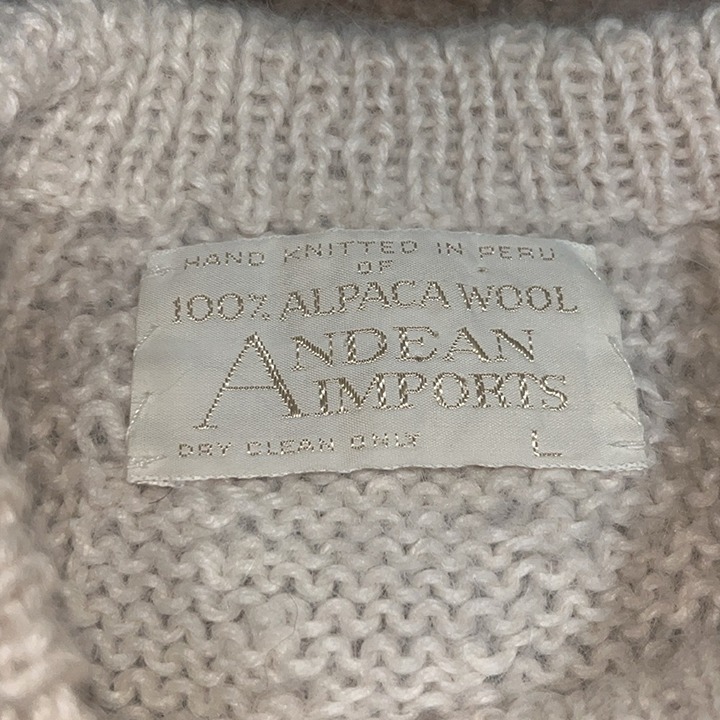 HAND KNITTED IN PERU
OF
100% ALPACA WOOL
ANDEAN
IMPORTS
DRY CLEAN ONLY L